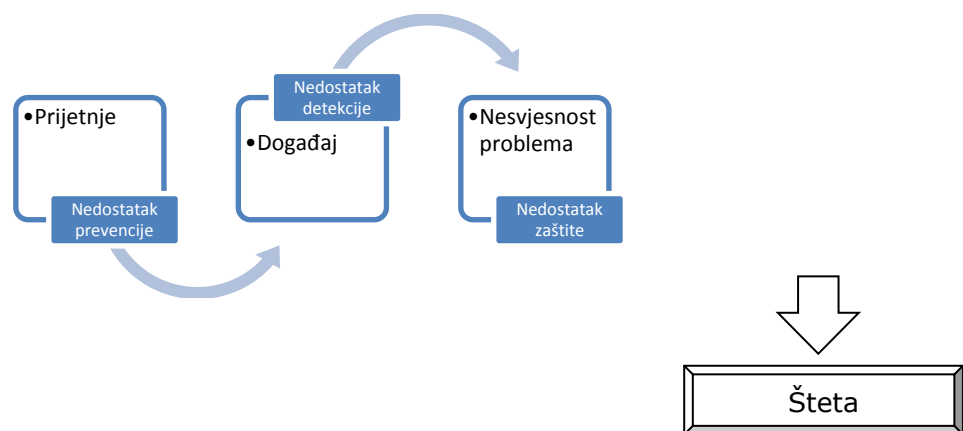 •Prijetnje
Nedostatak
prevencije
Nedostatak
detekcije
•Događaj
•Nesvjesnost
problema
Nedostatak
zaštite
Šteta